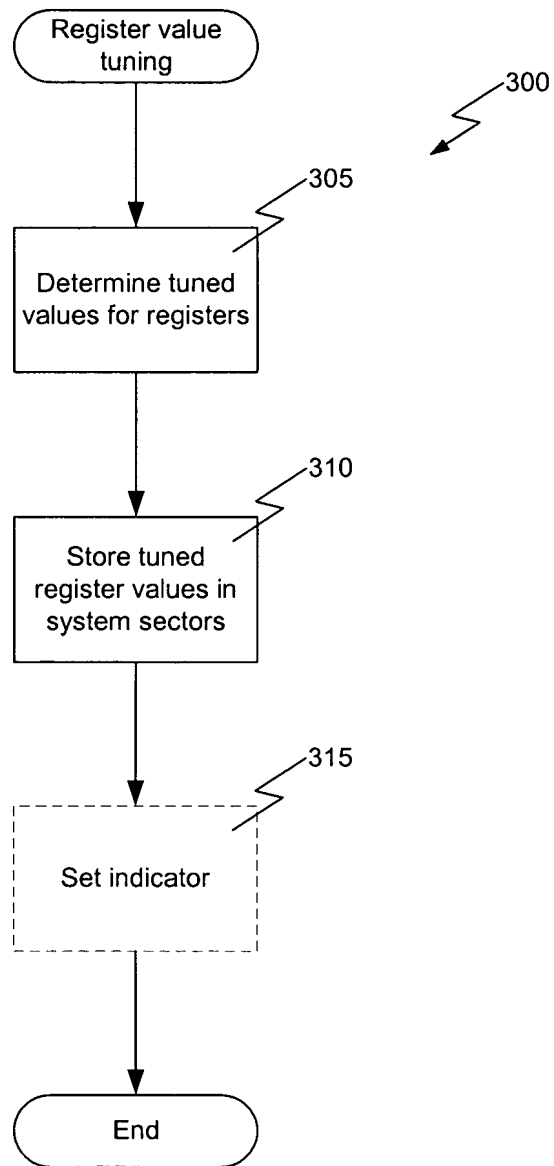 Register value
tuning
300
305
Determine tuned
values for registers
310
Store tuned
register values in
system sectors
315
Set indicator
End